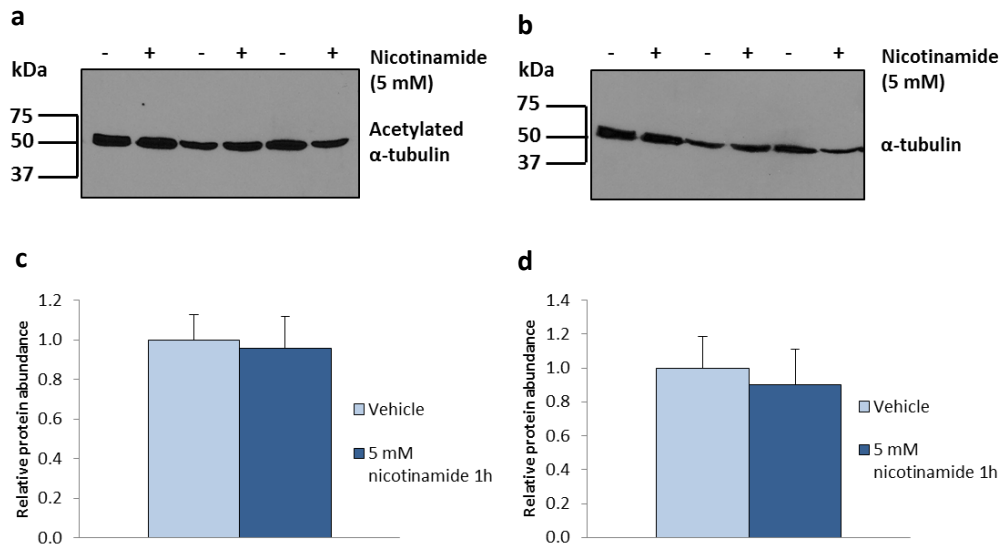 a
- + - + - + Nicotinamide
(5 mM)
kDa
75
50
37
Acetylated
α-tubulin
b
- + - + - + Nicotinamide
(5 mM)
kDa
75
50
37
α-tubulin
c
Relative protein abundance
1.2
1.0
0.8
0.6
0.4
0.2
0.0
Vehicle
5 mM
nicotinamide 1h
d
Relative protein abundance
1.4
1.2
1.0
0.8
0.6
0.4
0.2
0.0
Vehicle
5 mM
nicotinamide 1h